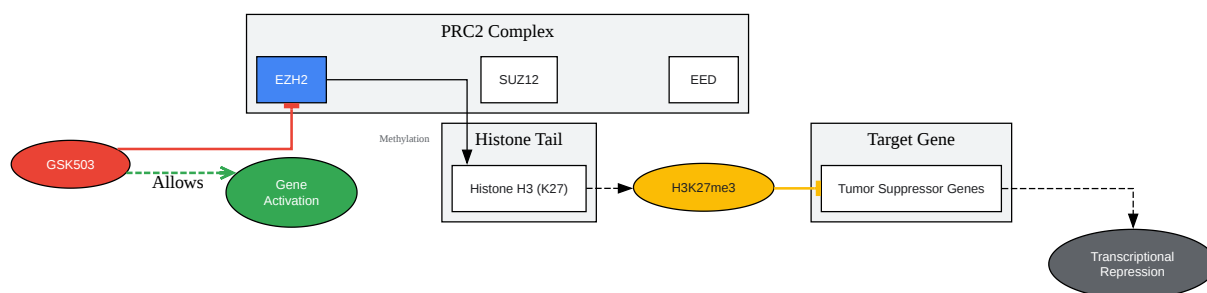 PRC2 Complex
EZH2
SUZ12
EED
Methylation
Histone Tail
Target Gene
GSK503
Allows
Gene
Activation
Histone H3 (K27)
H3K27me3
Tumor Suppressor Genes
Transcriptional
Repression